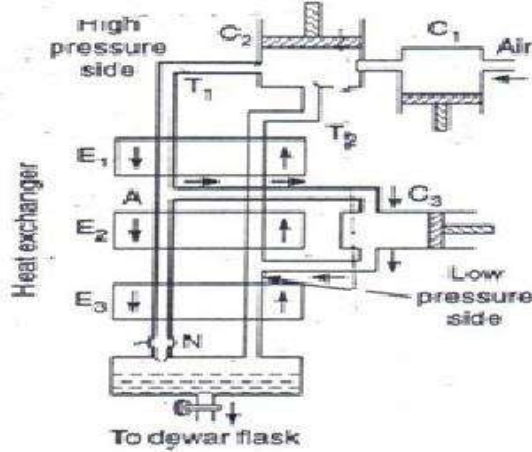 High
pressure
side
C2
C1
Air
T1
T2
E1
A
C3
E2
Heat exchanger
Low
pressure
side
E3
N
To dewar flask